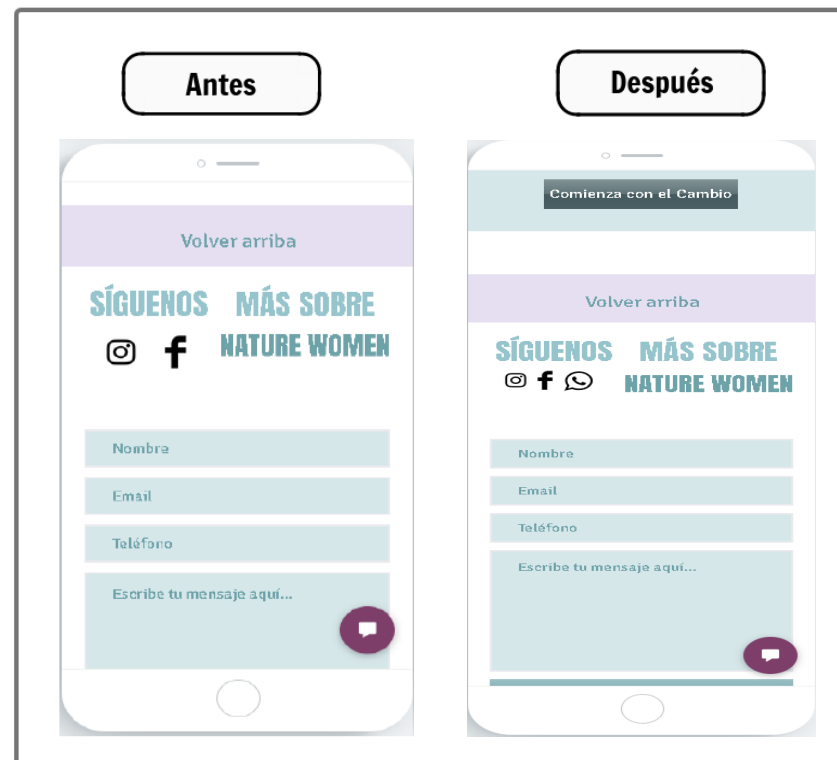 Antes
Después
Volver arriba
SÍGUENOS
MÁS SOBRE
NATURE WOMEN
Nombre
Email
Teléfono
Escribe tu mensaje aquí...
Comienza con el Cambio
Volver arriba
SÍGUENOS
MÁS SOBRE
NATURE WOMEN
Nombre
Email
Teléfono
Escribe tu mensaje aquí...